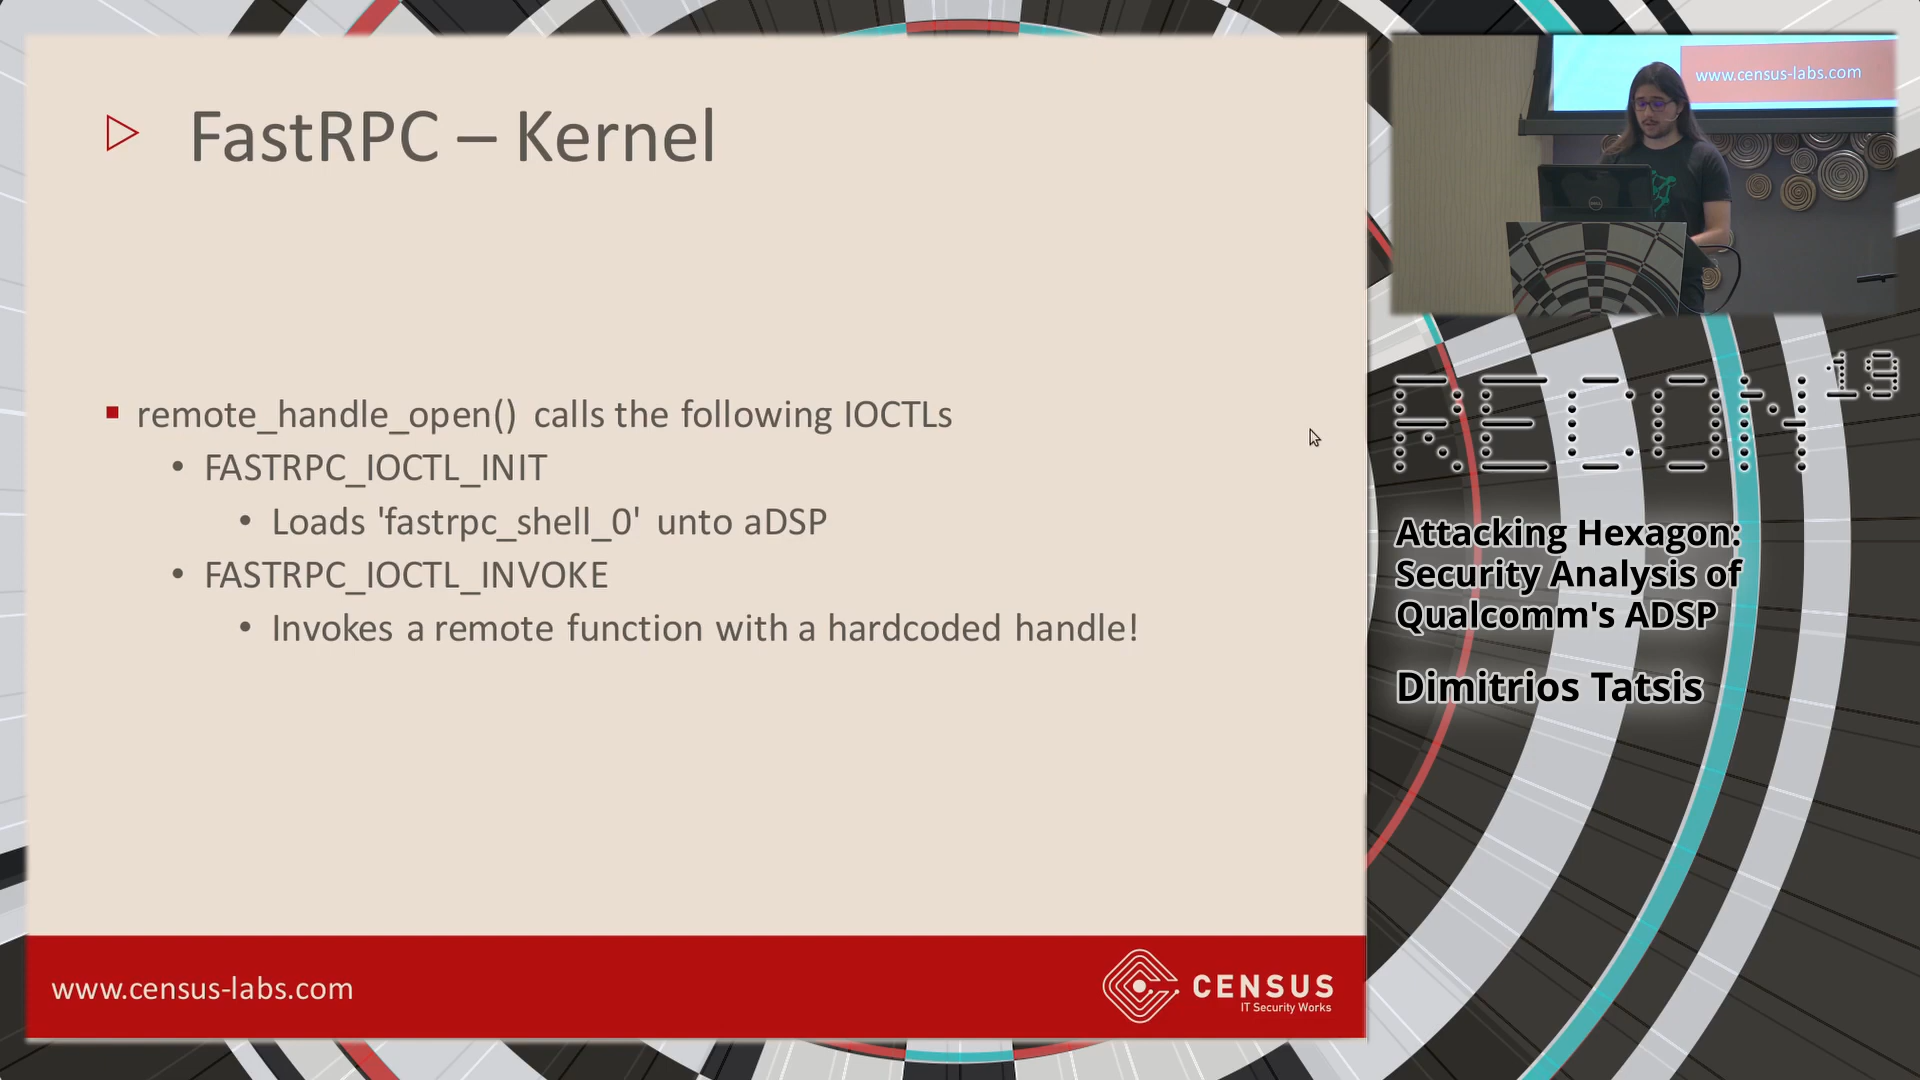 FastRPC – Kernel
remote_handle_open() calls the following IOCTLs
• FASTRPC_IOCTL_INIT
• Loads 'fastrpc_shell_0' unto aDSP
• FASTRPC_IOCTL_INVOKE
• Invokes a remote function with a hardcoded handle!
www.census-labs.com
CENSUS
IT Security Works
www.census-labs.com
RECON19
Attacking Hexagon:
Security Analysis of
Qualcomm's ADSP
Dimitrios Tatsis